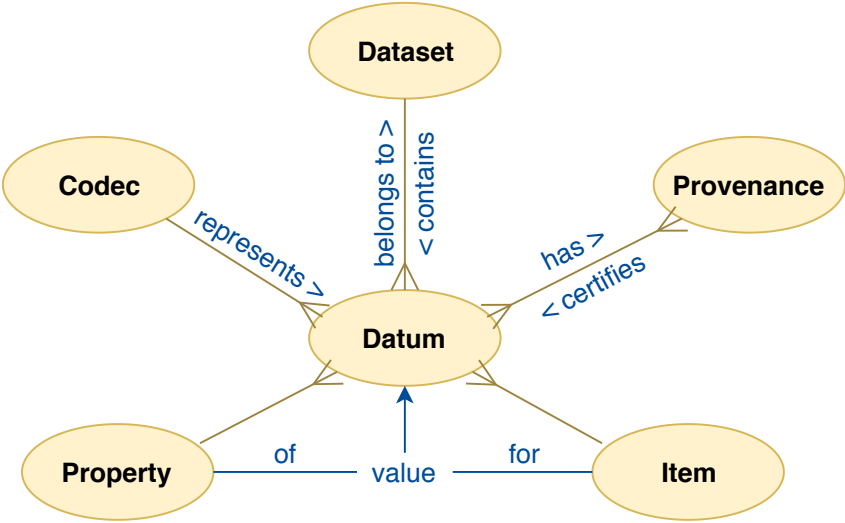 Dataset
belongs to >
< contains
Codec
Provenance
represents >
has >
< certifies
Datum
Property
of
value
for
Item